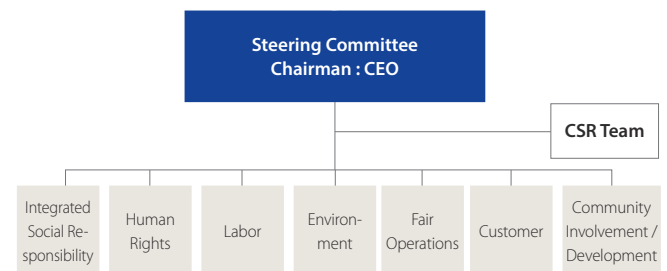 Steering Committee
Chairman : CEO
CSR Team
Integrated
Social Re-
sponsibility
Human
Rights
Labor
Environ-
ment
Fair
Operations
Customer
Community
Involvement /
Development